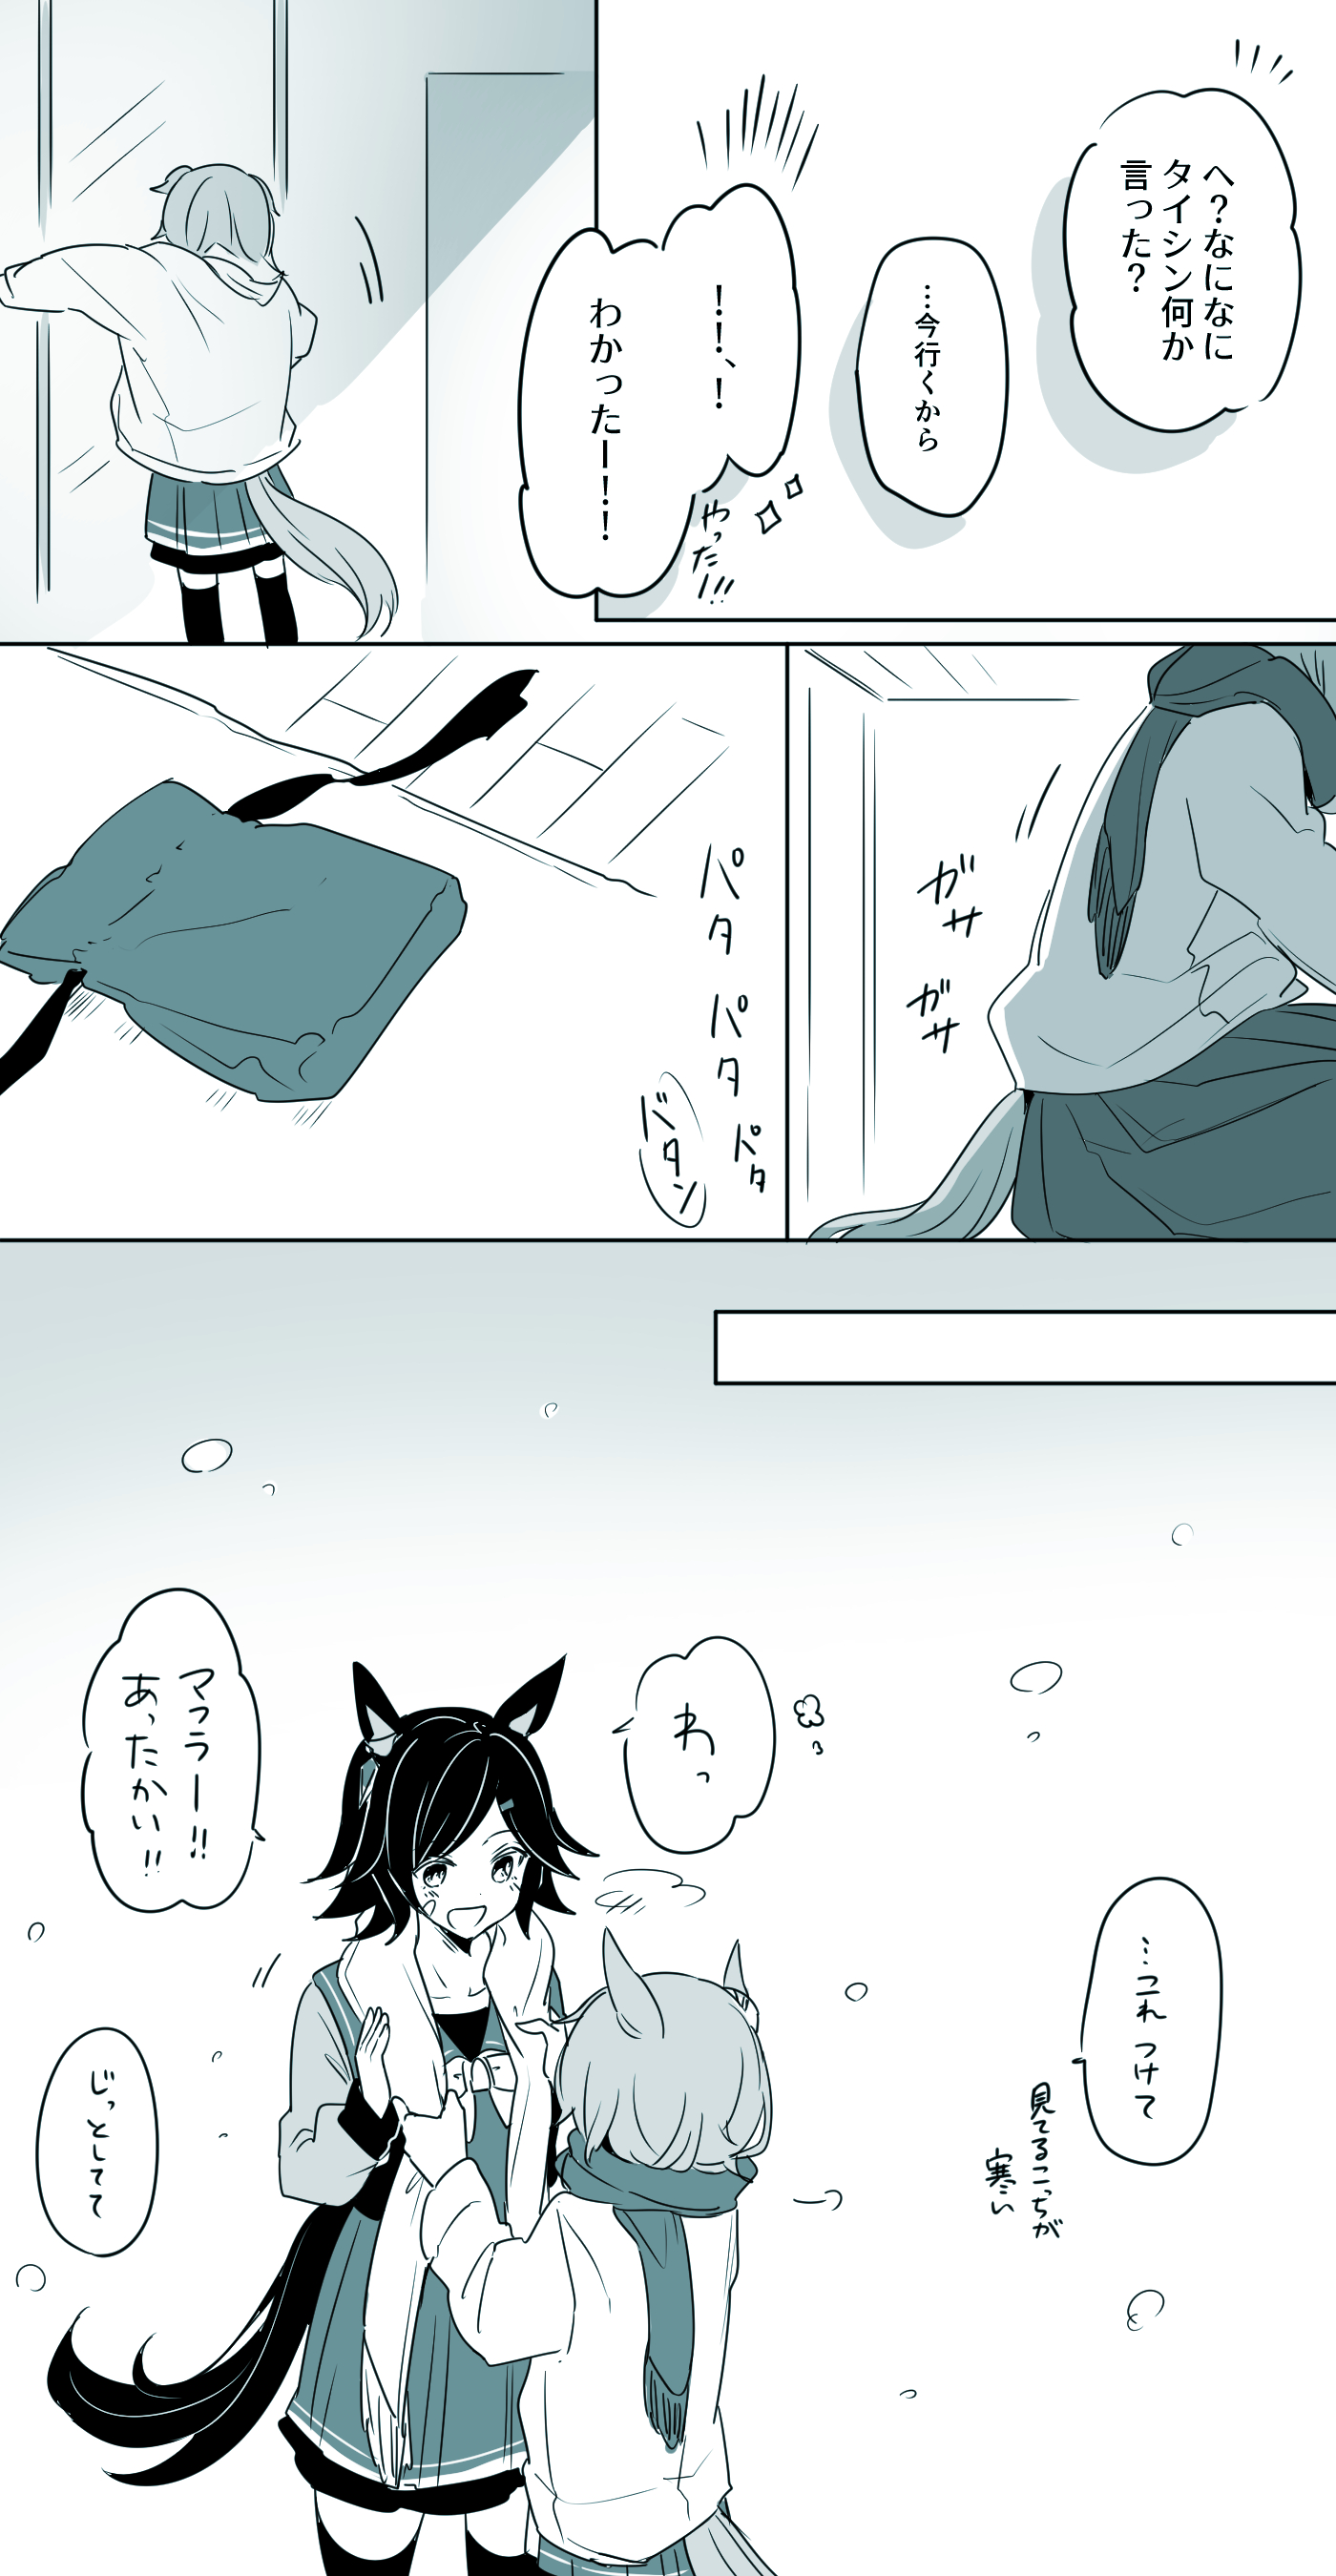 へ？なになに
タイシン何か
言った？
…今行くから
！！、！
わかったー！！
やった！！！
ガサ
ガサ
パタ
パタ
パタ
バタン
わっ
マフラー！！
あったかい！！
…これ つけて
見てるこっちが
寒い
じっとしてて